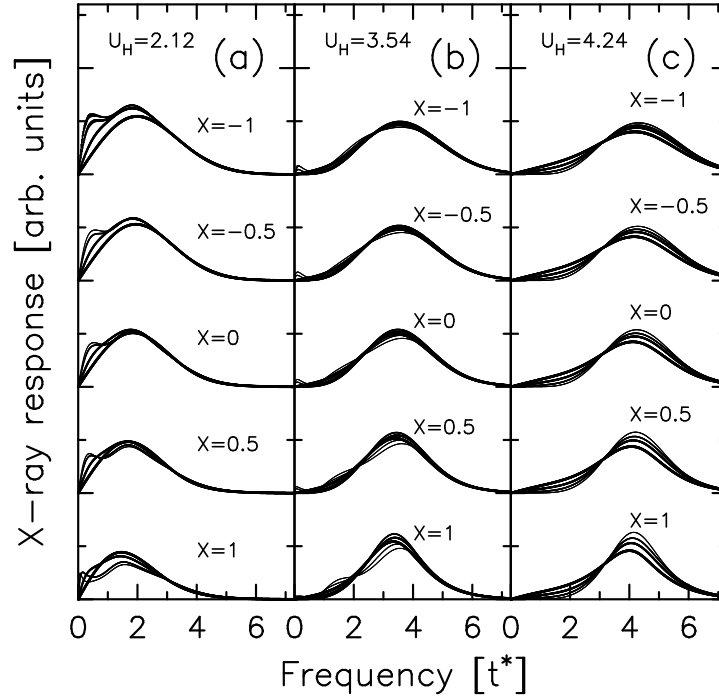 X-ray response [arb. units]
U_H=2.12 (a)
X=-1
X=-0.5
X=0
X=0.5
X=1
0 2 4 6
U_H=3.54 (b)
X=-1
X=-0.5
X=0
X=0.5
X=1
0 2 4 6
U_H=4.24 (c)
X=-1
X=-0.5
X=0
X=0.5
X=1
0 2 4 6
Frequency [t*]